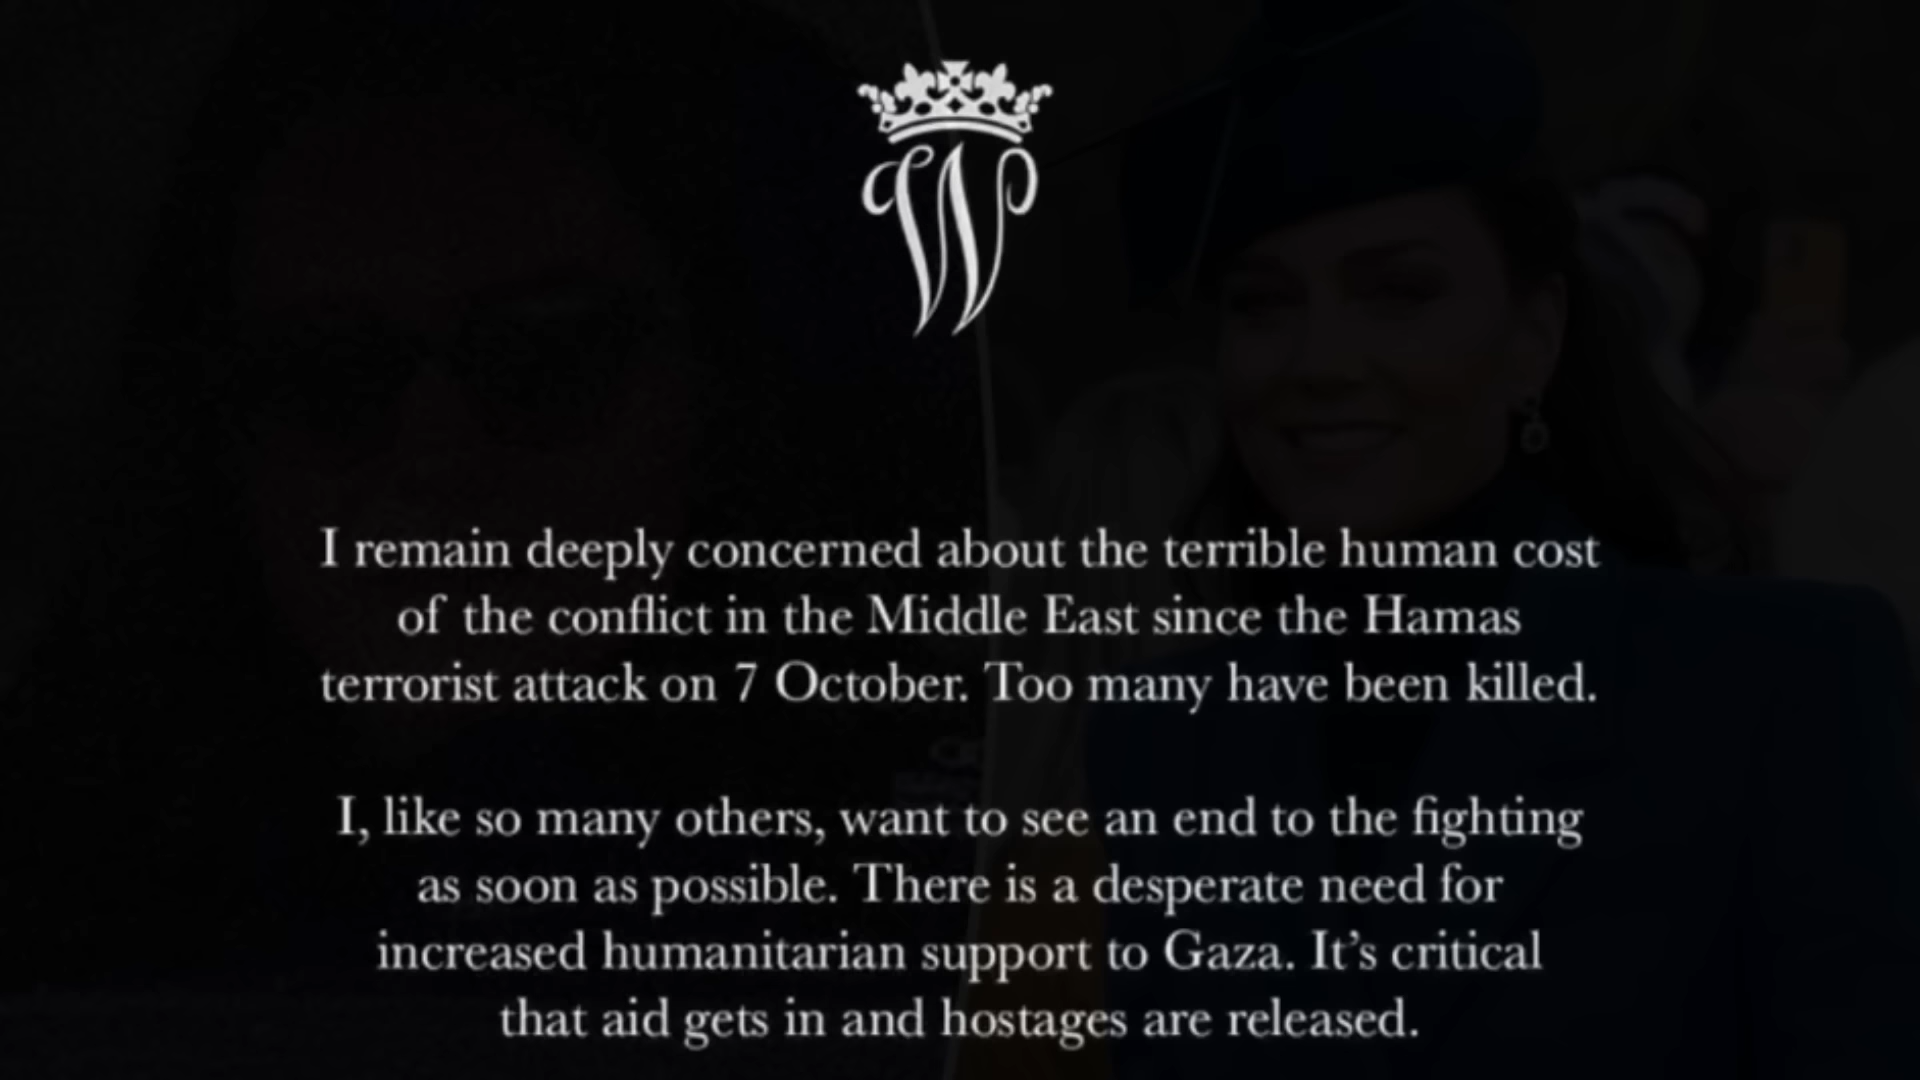 W
I remain deeply concerned about the terrible human cost
of the conflict in the Middle East since the Hamas
terrorist attack on 7 October. Too many have been killed.
I, like so many others, want to see an end to the fighting
as soon as possible. There is a desperate need for
increased humanitarian support to Gaza. It’s critical
that aid gets in and hostages are released.